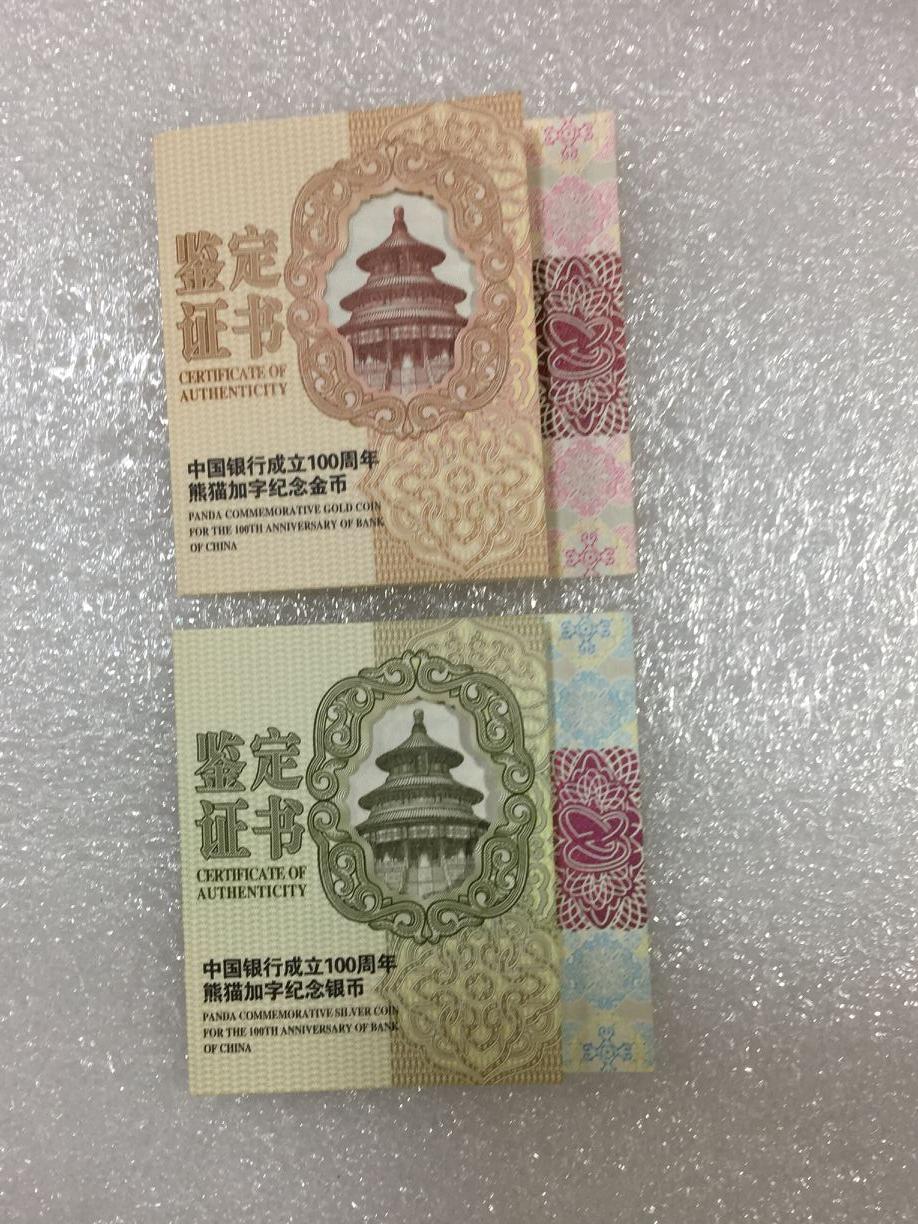 鉴定
证书
CERTIFICATE OF
AUTHENTICITY
中国银行成立100周年
熊猫加字纪念金币
PANDA COMMEMORATIVE GOLD COIN
FOR THE 100TH ANNIVERSARY OF BANK
OF CHINA
鉴定
证书
CERTIFICATE OF
AUTHENTICITY
中国银行成立100周年
熊猫加字纪念银币
PANDA COMMEMORATIVE SILVER COIN
FOR THE 100TH ANNIVERSARY OF BANK
OF CHINA